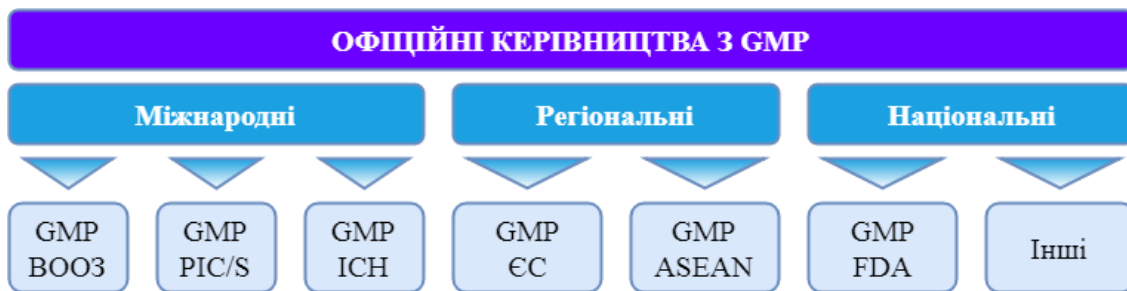 ОФІЦІЙНІ КЕРІВНИЦТВА З GMP
Міжнародні
Регіональні
Національні
GMP
ВООЗ
GMP
PIC/S
GMP
ICH
GMP
ЄС
GMP
ASEAN
GMP
FDA
Інші